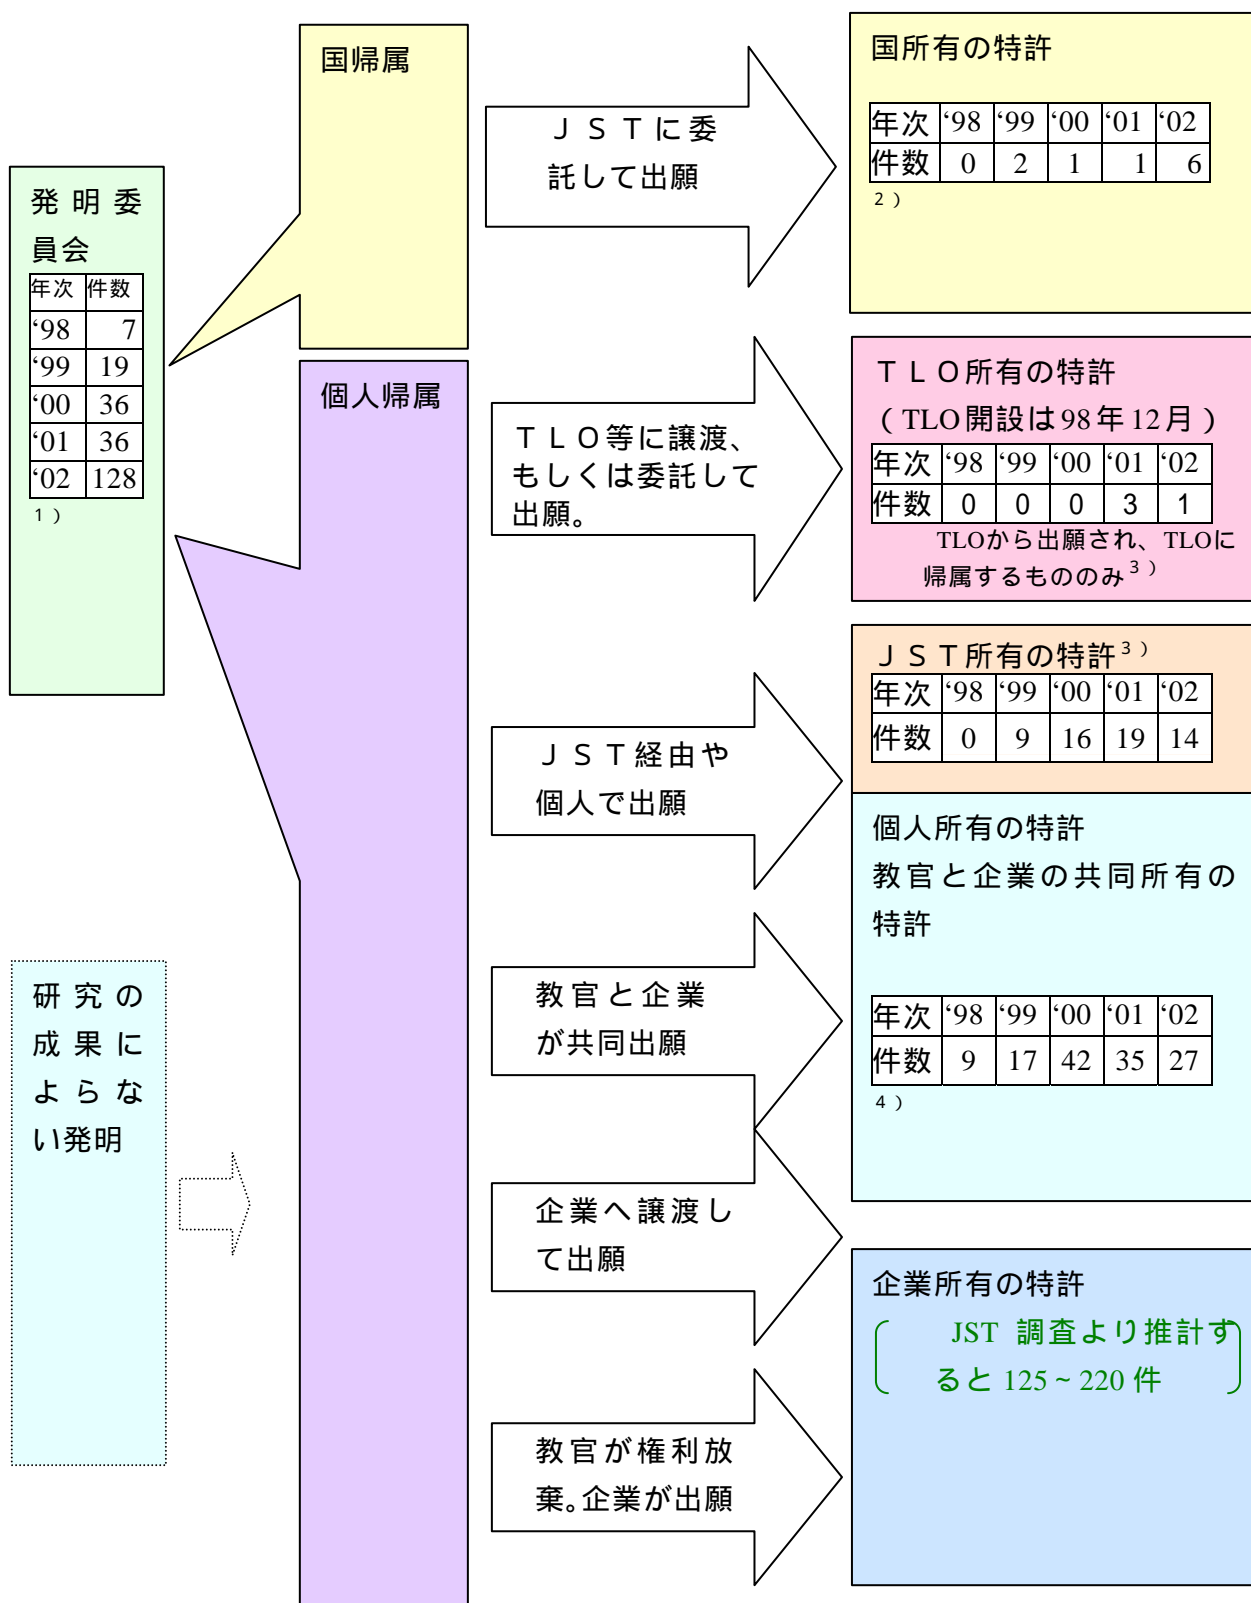 発明委
員会
年次 件数
‘98 7
‘99 19
‘00 36
‘01 36
‘02 128
1）
研究の
成果に
よらな
い発明
国帰属
個人帰属
ＪＳＴに委
託して出願
ＴＬＯ等に譲渡、
もしくは委託して
出願。
ＪＳＴ経由や
個人で出願
教官と企業
が共同出願
企業へ譲渡し
て出願
教官が権利放
棄。企業が出願
国所有の特許
年次 ‘98 ‘99 ‘00 ‘01 ‘02
件数 0 2 1 1 6
2）
ＴＬＯ所有の特許
（TLO開設は98年12月）
年次 ‘98 ‘99 ‘00 ‘01 ‘02
件数 0 0 0 3 1
TLOから出願され、TLOに
帰属するもののみ3）
ＪＳＴ所有の特許3）
年次 ‘98 ‘99 ‘00 ‘01 ‘02
件数 0 9 16 19 14
個人所有の特許
教官と企業の共同所有の
特許
年次 ‘98 ‘99 ‘00 ‘01 ‘02
件数 9 17 42 35 27
4）
企業所有の特許
JST 調査より推計す
ると 125～220 件